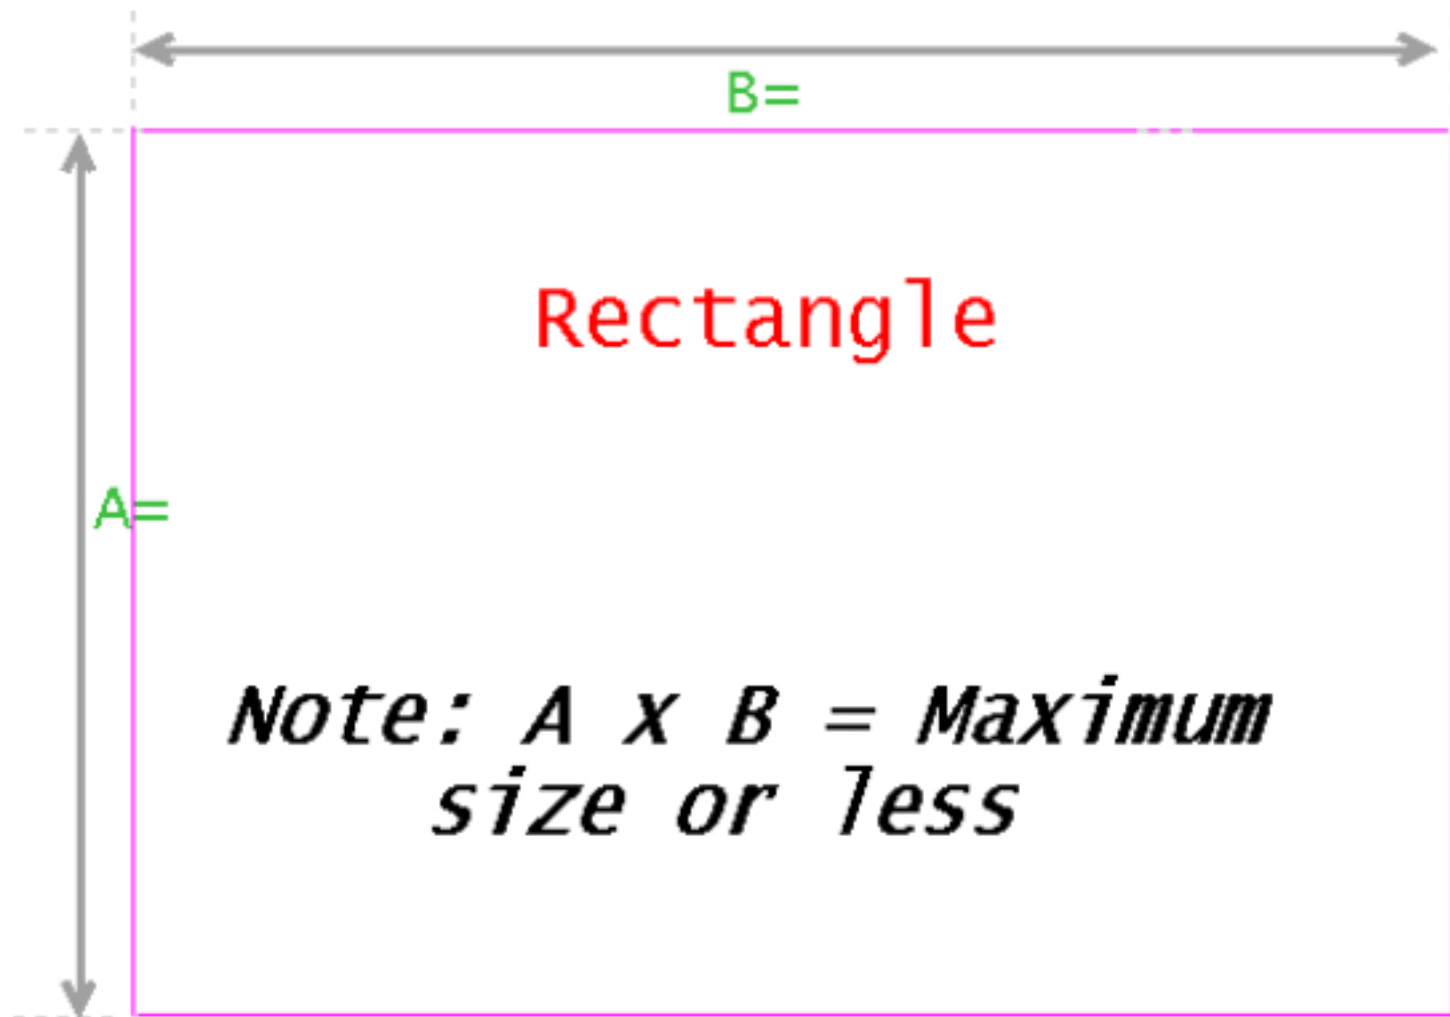 B=
Rectangle
A=
Note: A x B = Maximum
size or less